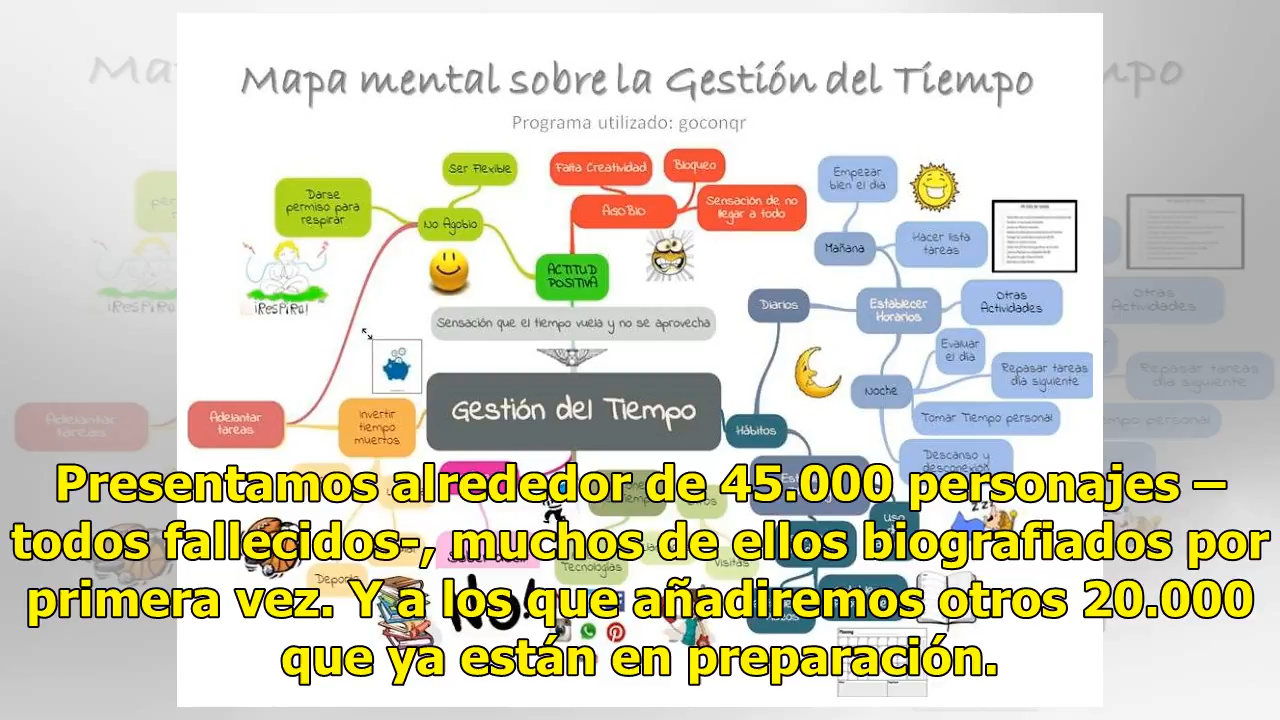 Mapa mental sobre la Gestión del Tiempo
Programa utilizado: goconqr
Ser Flexible
Darse
permiso para
respirar
No Agobio
¡ResPiRa!
Falta Creatividad
Bloqueo
AgoBio
Sensación de no
llegar a todo
ACTITUD
POSITIVA
Sensación que el tiempo vuela y no se aprovecha
Empezar
bien el día
Mañana
Hacer lista
tareas
Diarios
Establecer
Horarios
Otras
Actividades
Evaluar
el día
Repasar tareas
día siguiente
Noche
Tomar Tiempo personal
Descanso y
desconexión
Adelantar
tareas
Invertir
tiempo
muertos
Gestión del Tiempo
Hábitos
Presentamos alrededor de 45.000 personajes –
todos fallecidos-, muchos de ellos biografiados por
primera vez. Y a los que añadiremos otros 20.000
que ya están en preparación.
Tecnologías
Visitas
Deporte
No!